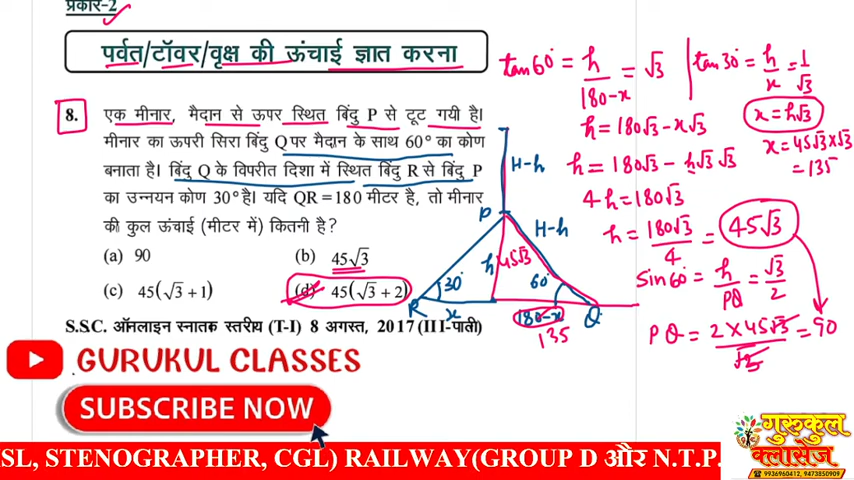 प्रकार-2
पर्वत/टॉवर/वृक्ष की ऊंचाई ज्ञात करना
8. एक मीनार, मैदान से ऊपर स्थित बिंदु P से टूट गयी है।
मीनार का ऊपरी सिरा बिंदु Q पर मैदान के साथ 60° का कोण
बनाता है। बिंदु Q के विपरीत दिशा में स्थित बिंदु R से बिंदु P
का उन्नयन कोण 30° है। यदि QR = 180 मीटर है, तो मीनार
की कुल ऊंचाई (मीटर में) कितनी है?
(a) 90 (b) 45√3
(c) 45(√3+1) (d) 45(√3+2)
S.S.C. ऑनलाइन स्नातक स्तरीय (T-I) 8 अगस्त, 2017 (III-पाली)
H-h
P
H-h
h
45√3
30°
60°
R
x
180-x
Q
135
tan60° = h/(180-x) = √3
h = 180√3 - x√3
h = 180√3 - h√3 √3
4h = 180√3
h = 180√3/4 = 45√3
sin60° = h/PQ = √3/2
PQ = 2×45√3/√3 = 90
tan30° = h/x = 1/√3
x = h√3
x = 45√3×√3
= 135
GURUKUL CLASSES
SUBSCRIBE NOW
गुरुकुल
क्लासेज
9936960412, 9473850909
SL, STENOGRAPHER, CGL) RAILWAY(GROUP D और N.T.P.